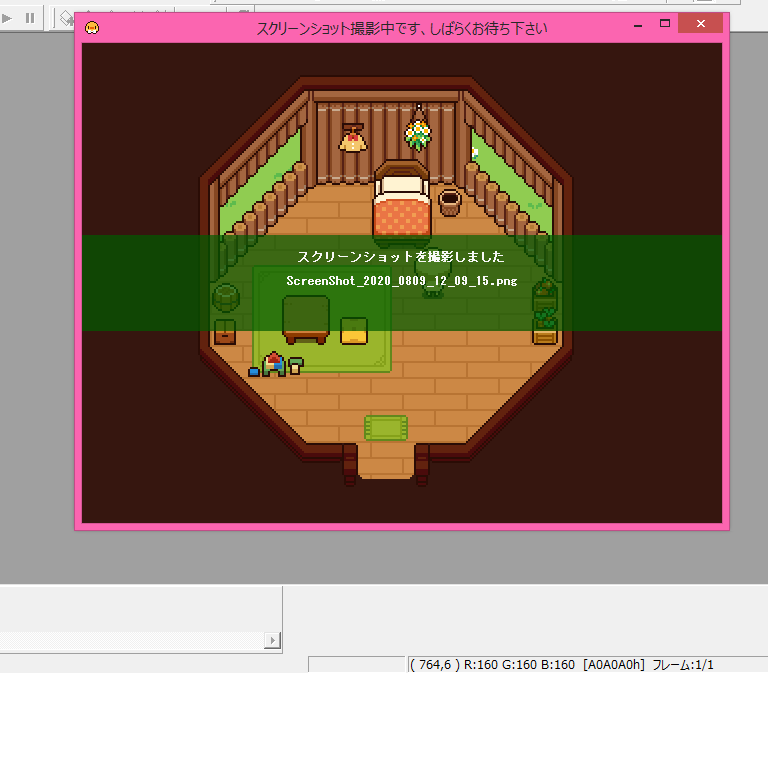 スクリーンショット撮影中です、しばらくお待ち下さい
スクリーンショットを撮影しました
ScreenShot_2020_0809_12_09_15.png
( 764,6 ) R:160 G:160 B:160 [A0A0A0h] フレーム:1/1